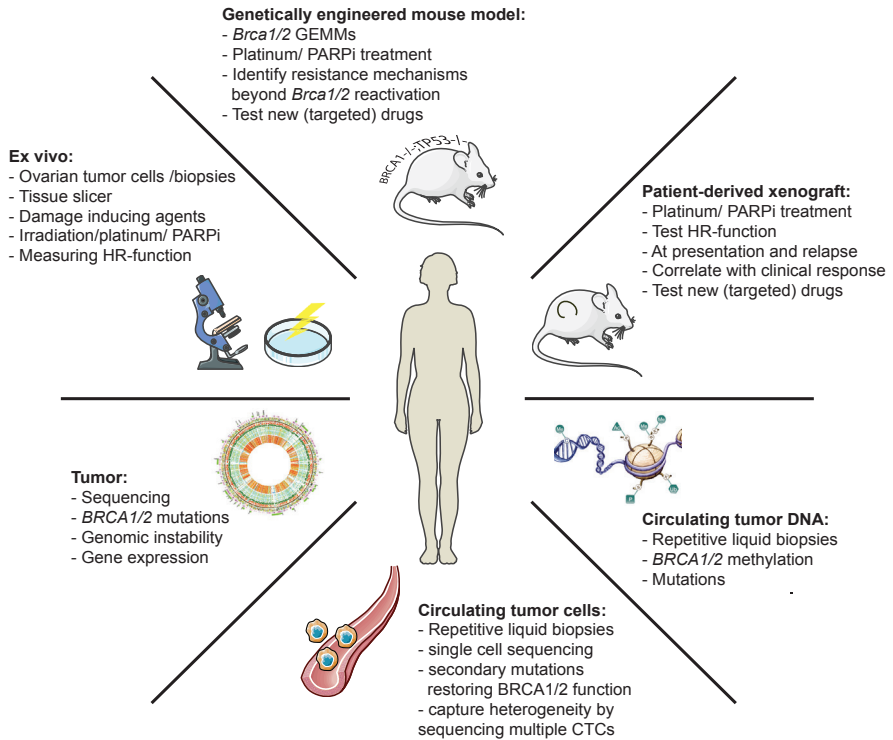 Genetically engineered mouse model:
- Brca1/2 GEMMs
- Platinum/ PARPi treatment
- Identify resistance mechanisms
beyond Brca1/2 reactivation
- Test new (targeted) drugs
BRCA1-/-;TP53-/-
Ex vivo:
- Ovarian tumor cells /biopsies
- Tissue slicer
- Damage inducing agents
- Irradiation/platinum/ PARPi
- Measuring HR-function
Patient-derived xenograft:
- Platinum/ PARPi treatment
- Test HR-function
- At presentation and relapse
- Correlate with clinical response
- Test new (targeted) drugs
Tumor:
- Sequencing
- BRCA1/2 mutations
- Genomic instability
- Gene expression
Circulating tumor DNA:
- Repetitive liquid biopsies
- BRCA1/2 methylation
- Mutations
Circulating tumor cells:
- Repetitive liquid biopsies
- single cell sequencing
- secondary mutations
restoring BRCA1/2 function
- capture heterogeneity by
sequencing multiple CTCs